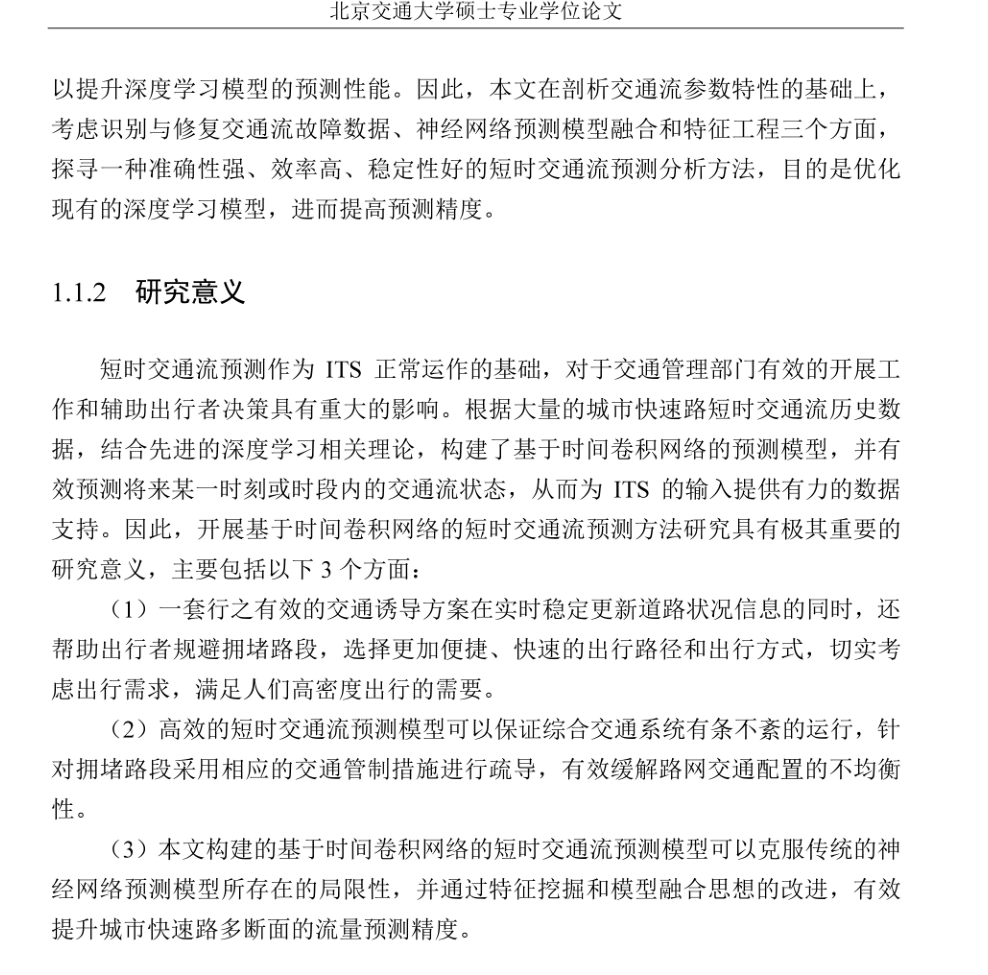 北京交通大学硕士专业学位论文
以提升深度学习模型的预测性能。因此，本文在剖析交通流参数特性的基础上，
考虑识别与修复交通流故障数据、神经网络预测模型融合和特征工程三个方面，
探寻一种准确性强、效率高、稳定性好的短时交通流预测分析方法，目的是优化
现有的深度学习模型，进而提高预测精度。
1.1.2 研究意义
短时交通流预测作为 ITS 正常运作的基础，对于交通管理部门有效的开展工
作和辅助出行者决策具有重大的影响。根据大量的城市快速路短时交通流历史数
据，结合先进的深度学习相关理论，构建了基于时间卷积网络的预测模型，并有
效预测将来某一时刻或时段内的交通流状态，从而为 ITS 的输入提供有力的数据
支持。因此，开展基于时间卷积网络的短时交通流预测方法研究具有极其重要的
研究意义，主要包括以下 3 个方面：
（1）一套行之有效的交通诱导方案在实时稳定更新道路状况信息的同时，还
帮助出行者规避拥堵路段，选择更加便捷、快速的出行路径和出行方式，切实考
虑出行需求，满足人们高密度出行的需要。
（2）高效的短时交通流预测模型可以保证综合交通系统有条不紊的运行，针
对拥堵路段采用相应的交通管制措施进行疏导，有效缓解路网交通配置的不均衡
性。
（3）本文构建的基于时间卷积网络的短时交通流预测模型可以克服传统的神
经网络预测模型所存在的局限性，并通过特征挖掘和模型融合思想的改进，有效
提升城市快速路多断面的流量预测精度。